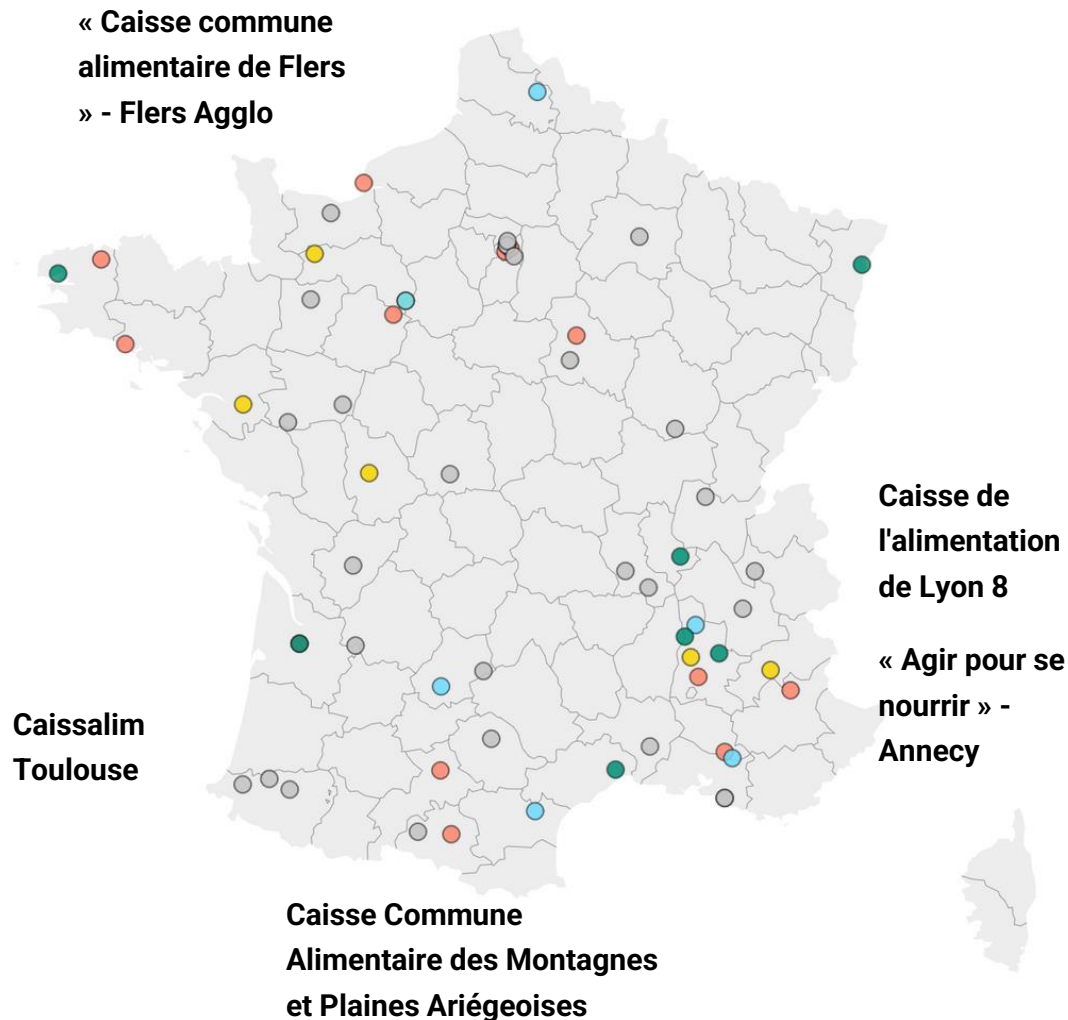 « Caisse commune
alimentaire de Flers
» - Flers Agglo
Caisse de
l'alimentation
de Lyon 8
« Agir pour se
nourrir » -
Annecy
Caissalim
Toulouse
Caisse Commune
Alimentaire des Montagnes
et Plaines Ariégeoises